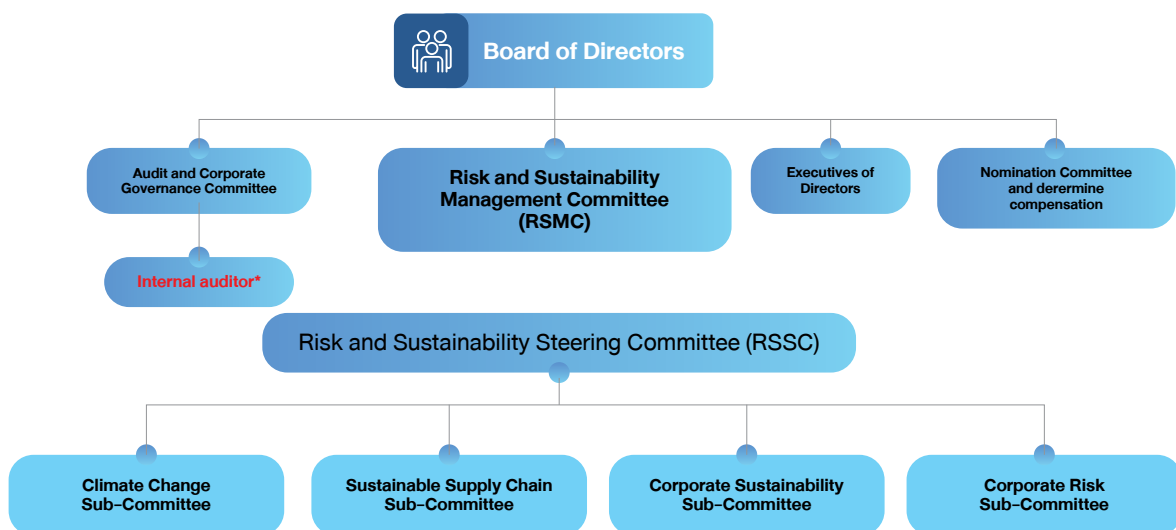 Board of Directors
Audit and Corporate
Governance Committee
Risk and Sustainability
Management Committee
(RSMC)
Executives of
Directors
Nomination Committee
and derermine
compensation
Internal auditor*
Risk and Sustainability Steering Committee (RSSC)
Climate Change
Sub-Committee
Sustainable Supply Chain
Sub-Committee
Corporate Sustainability
Sub-Committee
Corporate Risk
Sub-Committee